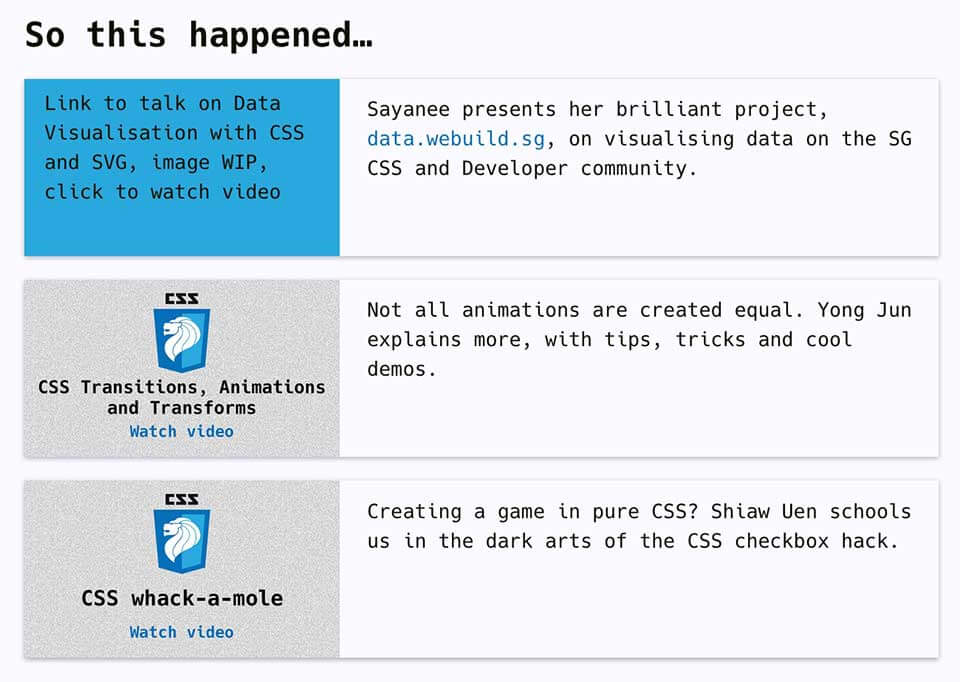 So this happened…
Link to talk on Data
Visualisation with CSS
and SVG, image WIP,
click to watch video
Sayanee presents her brilliant project,
data.webuild.sg, on visualising data on the SG
CSS and Developer community.
CSS
CSS Transitions, Animations
and Transforms
Watch video
Not all animations are created equal. Yong Jun
explains more, with tips, tricks and cool
demos.
CSS
CSS whack-a-mole
Watch video
Creating a game in pure CSS? Shiaw Uen schools
us in the dark arts of the CSS checkbox hack.